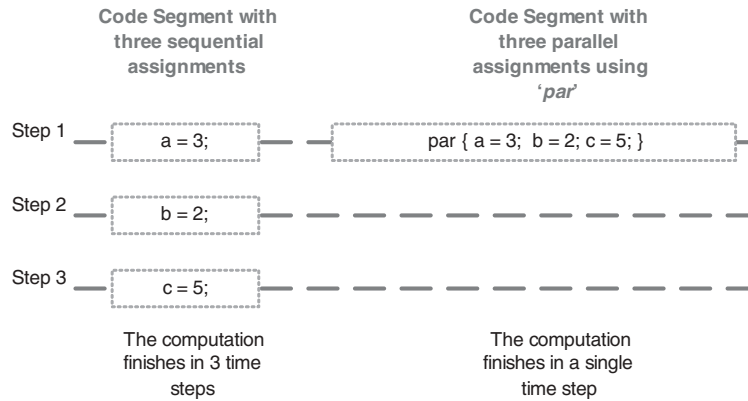 Code Segment with
three sequential
assignments
Code Segment with
three parallel
assignments using
‘par’
Step 1
a = 3;
par { a = 3; b = 2; c = 5; }
Step 2
b = 2;
Step 3
c = 5;
The computation
finishes in 3 time
steps
The computation
finishes in a single
time step